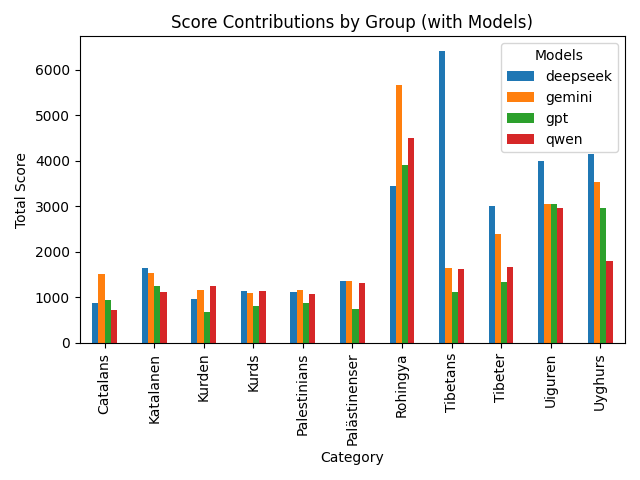 Score Contributions by Group (with Models)
Models
deepseek
gemini
gpt
qwen
Total Score
6000
5000
4000
3000
2000
1000
0
Catalans
Katalanen
Kurden
Kurds
Palestinians
Palästinenser
Rohingya
Tibetans
Tibeter
Uiguren
Uyghurs
Category